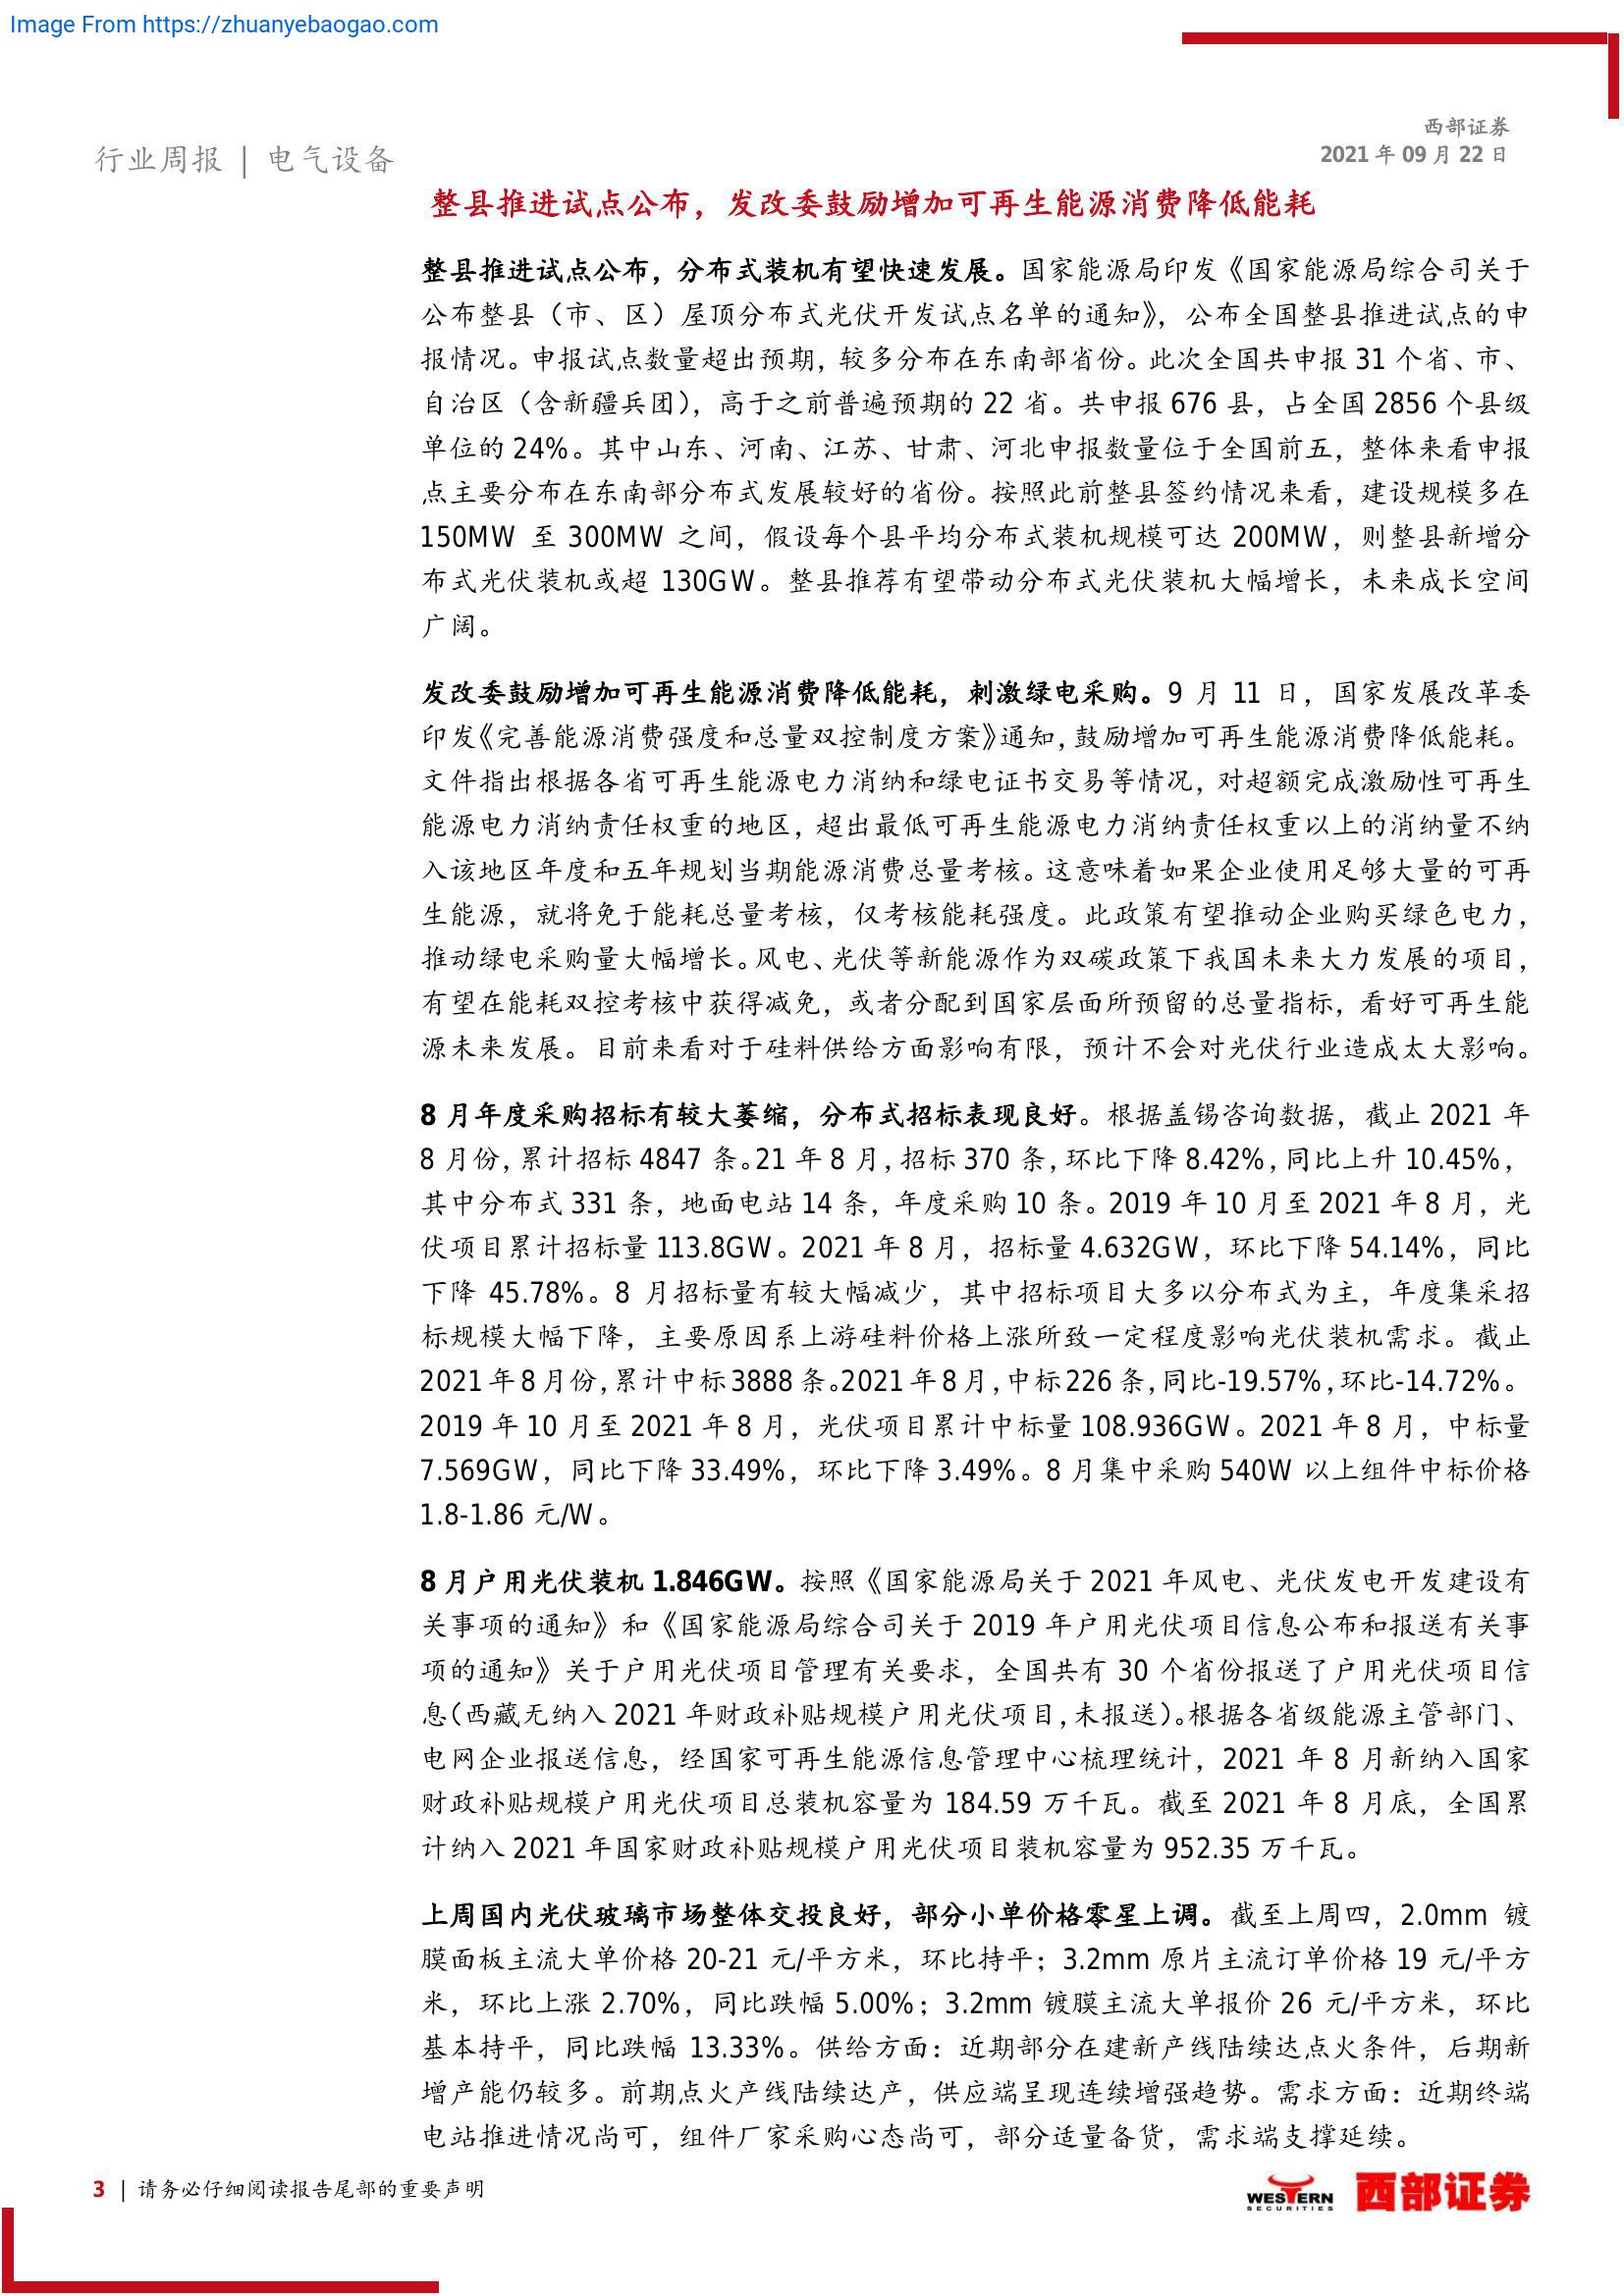 Image From https://zhuanyebaogao.com
西部证券
2021 年 09 月 22 日
行业周报 | 电气设备
整县推进试点公布，发改委鼓励增加可再生能源消费降低能耗
整县推进试点公布，分布式装机有望快速发展。国家能源局印发《国家能源局综合司关于
公布整县（市、区）屋顶分布式光伏开发试点名单的通知》，公布全国整县推进试点的申
报情况。申报试点数量超出预期，较多分布在东南部省份。此次全国共申报 31 个省、市、
自治区（含新疆兵团），高于之前普遍预期的 22 省。共申报 676 县，占全国 2856 个县级
单位的 24%。其中山东、河南、江苏、甘肃、河北申报数量位于全国前五，整体来看申报
点主要分布在东南部分布式发展较好的省份。按照此前整县签约情况来看，建设规模多在
150MW 至 300MW 之间，假设每个县平均分布式装机规模可达 200MW，则整县新增分
布式光伏装机或超 130GW。整县推荐有望带动分布式光伏装机大幅增长，未来成长空间
广阔。
发改委鼓励增加可再生能源消费降低能耗，刺激绿电采购。9 月 11 日，国家发展改革委
印发《完善能源消费强度和总量双控制度方案》通知，鼓励增加可再生能源消费降低能耗。
文件指出根据各省可再生能源电力消纳和绿电证书交易等情况，对超额完成激励性可再生
能源电力消纳责任权重的地区，超出最低可再生能源电力消纳责任权重以上的消纳量不纳
入该地区年度和五年规划当期能源消费总量考核。这意味着如果企业使用足够大量的可再
生能源，就将免于能耗总量考核，仅考核能耗强度。此政策有望推动企业购买绿色电力，
推动绿电采购量大幅增长。风电、光伏等新能源作为双碳政策下我国未来大力发展的项目，
有望在能耗双控考核中获得减免，或者分配到国家层面所预留的总量指标，看好可再生能
源未来发展。目前来看对于硅料供给方面影响有限，预计不会对光伏行业造成太大影响。
8 月年度采购招标有较大萎缩，分布式招标表现良好。根据盖锡咨询数据，截止 2021 年
8 月份，累计招标 4847 条。21 年 8 月，招标 370 条，环比下降 8.42%，同比上升 10.45%，
其中分布式 331 条，地面电站 14 条，年度采购 10 条。2019 年 10 月至 2021 年 8 月，光
伏项目累计招标量 113.8GW。2021 年 8 月，招标量 4.632GW，环比下降 54.14%，同比
下降 45.78%。8 月招标量有较大幅减少，其中招标项目大多以分布式为主，年度集采招
标规模大幅下降，主要原因系上游硅料价格上涨所致一定程度影响光伏装机需求。截止
2021 年 8 月份，累计中标 3888 条。2021 年 8 月，中标 226 条，同比-19.57%，环比-14.72%。
2019 年 10 月至 2021 年 8 月，光伏项目累计中标量 108.936GW。2021 年 8 月，中标量
7.569GW，同比下降 33.49%，环比下降 3.49%。8 月集中采购 540W 以上组件中标价格
1.8-1.86 元/W。
8 月户用光伏装机 1.846GW。按照《国家能源局关于 2021 年风电、光伏发电开发建设有
关事项的通知》和《国家能源局综合司关于 2019 年户用光伏项目信息公布和报送有关事
项的通知》关于户用光伏项目管理有关要求，全国共有 30 个省份报送了户用光伏项目信
息（西藏无纳入 2021 年财政补贴规模户用光伏项目，未报送）。根据各省级能源主管部门、
电网企业报送信息，经国家可再生能源信息管理中心梳理统计，2021 年 8 月新纳入国家
财政补贴规模户用光伏项目总装机容量为 184.59 万千瓦。截至 2021 年 8 月底，全国累
计纳入 2021 年国家财政补贴规模户用光伏项目装机容量为 952.35 万千瓦。
上周国内光伏玻璃市场整体交投良好，部分小单价格零星上调。截至上周四，2.0mm 镀
膜面板主流大单价格 20-21 元/平方米，环比持平；3.2mm 原片主流订单价格 19 元/平方
米，环比上涨 2.70%，同比跌幅 5.00%；3.2mm 镀膜主流大单报价 26 元/平方米，环比
基本持平，同比跌幅 13.33%。供给方面：近期部分在建新产线陆续达点火条件，后期新
增产能仍较多。前期点火产线陆续达产，供应端呈现连续增强趋势。需求方面：近期终端
电站推进情况尚可，组件厂家采购心态尚可，部分适量备货，需求端支撑延续。
3 | 请务必仔细阅读报告尾部的重要声明
WESTERN
SECURITIES
西部证券